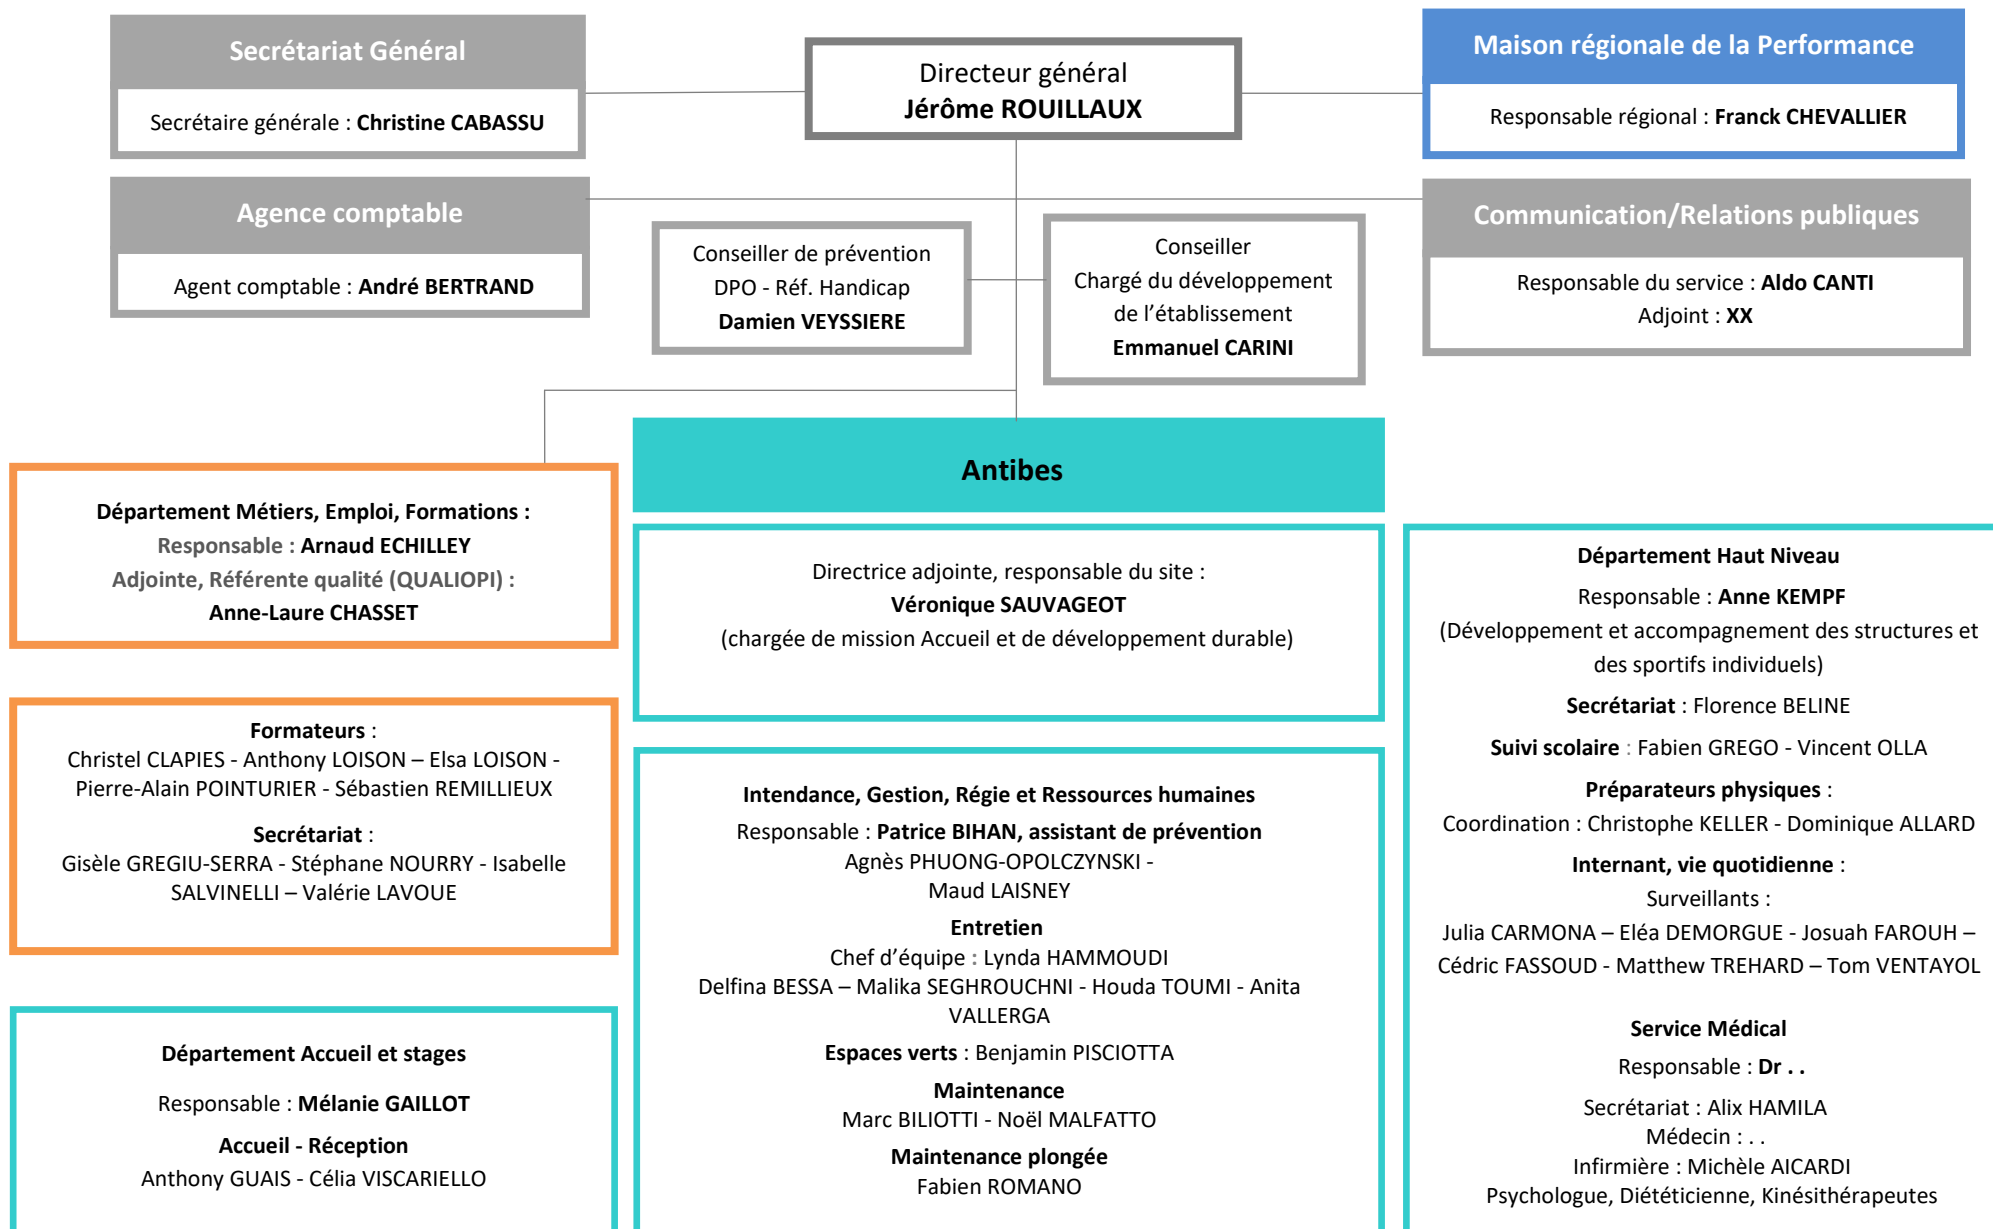 Secrétariat Général
Secrétaire générale : Christine CABASSU
Directeur général
Jérôme ROUILLAUX
Maison régionale de la Performance
Responsable régional : Franck CHEVALLIER
Agence comptable
Agent comptable : André BERTRAND
Conseiller de prévention
DPO - Réf. Handicap
Damien VEYSSIERE
Conseiller
Chargé du développement
de l'établissement
Emmanuel CARINI
Communication/Relations publiques
Responsable du service : Aldo CANTI
Adjoint : XX
Département Métiers, Emploi, Formations :
Responsable : Arnaud ECHILLEY
Adjointe, Référente qualité (QUALIOPI) :
Anne-Laure CHASSET
Formateurs :
Christel CLAPIES - Anthony LOISON – Elsa LOISON -
Pierre-Alain POINTURIER - Sébastien REMILLIEUX
Secrétariat :
Gisèle GREGIU-SERRA - Stéphane NOURRY - Isabelle
SALVINELLI – Valérie LAVOUE
Département Accueil et stages
Responsable : Mélanie GAILLOT
Accueil - Réception
Anthony GUAIS - Célia VISCARIELLO
Antibes
Directrice adjointe, responsable du site :
Véronique SAUVAGEOT
(chargée de mission Accueil et de développement durable)
Intendance, Gestion, Régie et Ressources humaines
Responsable : Patrice BIHAN, assistant de prévention
Agnès PHUONG-OPOLCZYNSKI -
Maud LAISNEY
Entretien
Chef d'équipe : Lynda HAMMOUDI
Delfina BESSA – Malika SEGHROUCHNI - Houda TOUMI - Anita
VALLERGA
Espaces verts : Benjamin PISCIOTTA
Maintenance
Marc BILIOTTI - Noël MALFATTO
Maintenance plongée
Fabien ROMANO
Département Haut Niveau
Responsable : Anne KEMPF
(Développement et accompagnement des structures et
des sportifs individuels)
Secrétariat : Florence BELINE
Suivi scolaire : Fabien GREGO - Vincent OLLA
Préparateurs physiques :
Coordination : Christophe KELLER - Dominique ALLARD
Internant, vie quotidienne :
Surveillants :
Julia CARMONA – Eléa DEMORGUE - Josuah FAROUH –
Cédric FASSOUD - Matthew TREHARD – Tom VENTAYOL
Service Médical
Responsable : Dr . .
Secrétariat : Alix HAMILA
Médecin : . .
Infirmière : Michèle AICARDI
Psychologue, Diététicienne, Kinésithérapeutes